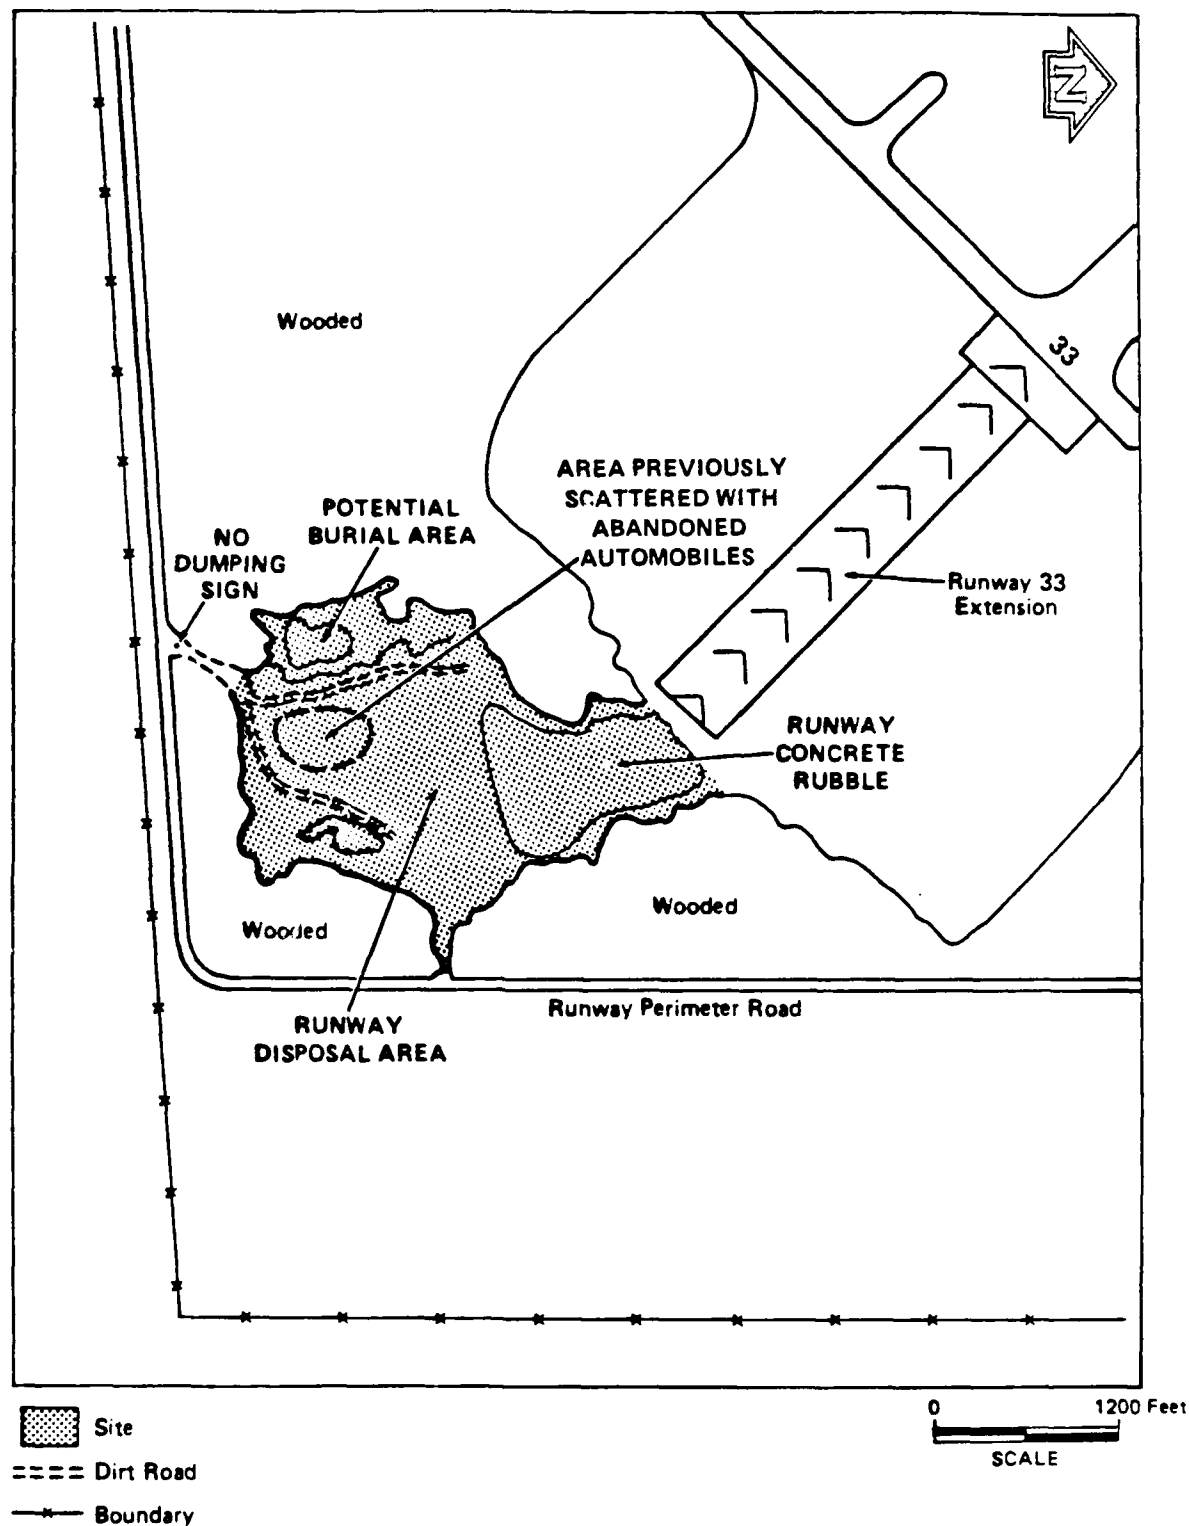 N
33
Wooded
AREA PREVIOUSLY
SCATTERED WITH
ABANDONED
AUTOMOBILES
POTENTIAL
BURIAL AREA
NO
DUMPING
SIGN
Runway 33
Extension
RUNWAY
CONCRETE
RUBBLE
Wooded
Wooded
Runway Perimeter Road
RUNWAY
DISPOSAL AREA
0 1200 Feet
SCALE
Site
Dirt Road
Boundary